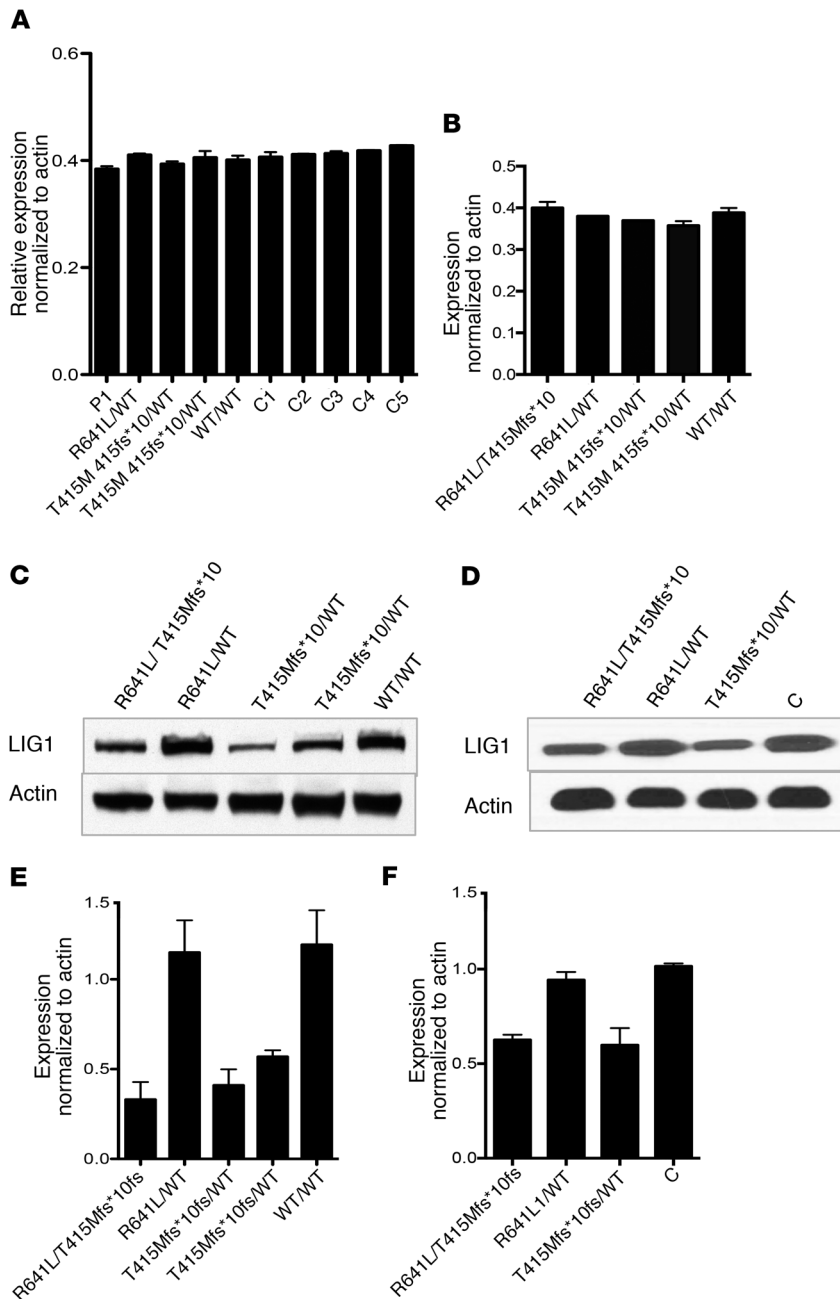 A
0.6
0.4
0.2
0.0
Relative expression
normalized to actin
P1
R641L/WT
T415M 415fs*10/WT
T415M 415fs*10/WT
WT/WT
C1
C2
C3
C4
C5
B
0.5
0.4
0.3
0.2
0.1
0.0
Expression
normalized to actin
R641L/T415Mfs*10
R641L/WT
T415M 415fs*10/WT
T415M 415fs*10/WT
WT/WT
C
R641L/ T415Mfs*10
R641L/WT
T415Mfs*10/WT
T415Mfs*10/WT
WT/WT
LIG1
Actin
D
R641L/T415Mfs*10
R641L/WT
T415Mfs*10/WT
C
LIG1
Actin
E
1.5
1.0
0.5
0.0
Expression
normalized to actin
R641L/T415Mfs*10fs
R641L/WT
T415Mfs*10fs/WT
T415Mfs*10fs/WT
WT/WT
F
1.5
1.0
0.5
0.0
Expression
normalized to actin
R641L/T415Mfs*10fs
R641L1/WT
T415Mfs*10fs/WT
C